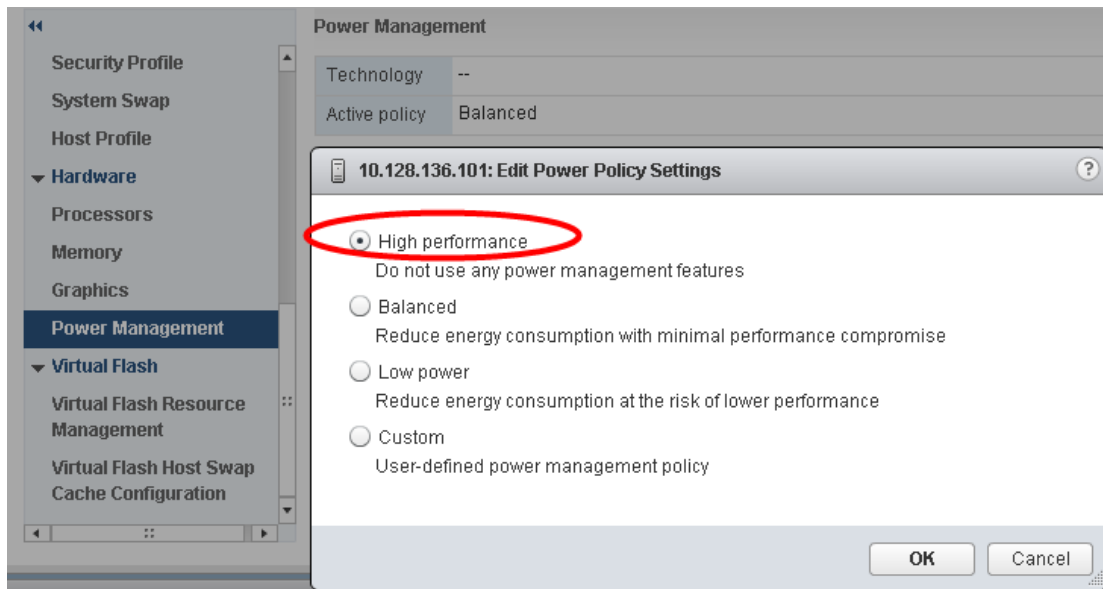 Security Profile
System Swap
Host Profile
Hardware
Processors
Memory
Graphics
Power Management
Virtual Flash
Virtual Flash Resource
Management
Virtual Flash Host Swap
Cache Configuration
Power Management
Technology --
Active policy Balanced
10.128.136.101: Edit Power Policy Settings
?
High performance
Do not use any power management features
Balanced
Reduce energy consumption with minimal performance compromise
Low power
Reduce energy consumption at the risk of lower performance
Custom
User-defined power management policy
OK Cancel